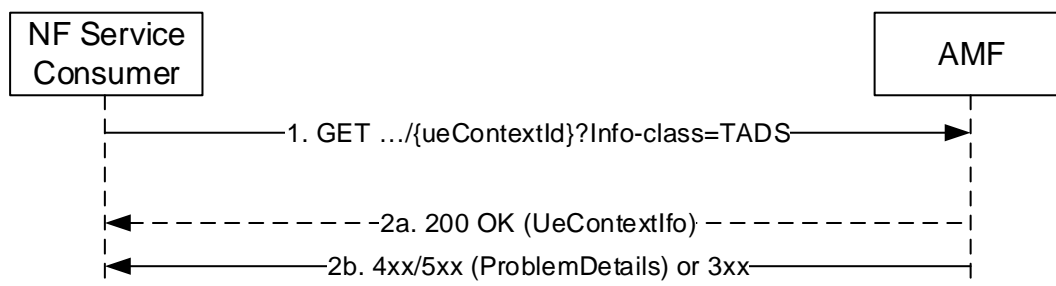 NF Service
Consumer
AMF
1. GET …/{ueContextId}?Info-class=TADS
2a. 200 OK (UeContextIfo)
2b. 4xx/5xx (ProblemDetails) or 3xx